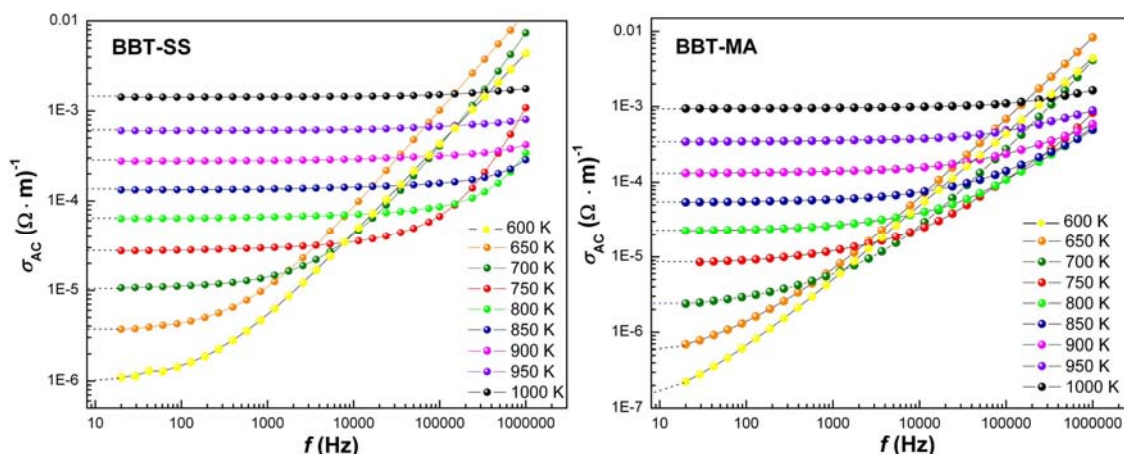 BBT-SS
0.01
1E-3
1E-4
1E-5
1E-6
σAC (Ω · m)⁻¹
600 K
650 K
700 K
750 K
800 K
850 K
900 K
950 K
1000 K
10 100 1000 10000 100000 1000000
f (Hz)
BBT-MA
0.01
1E-3
1E-4
1E-5
1E-6
1E-7
σAC (Ω · m)⁻¹
600 K
650 K
700 K
750 K
800 K
850 K
900 K
950 K
1000 K
10 100 1000 10000 100000 1000000
f (Hz)